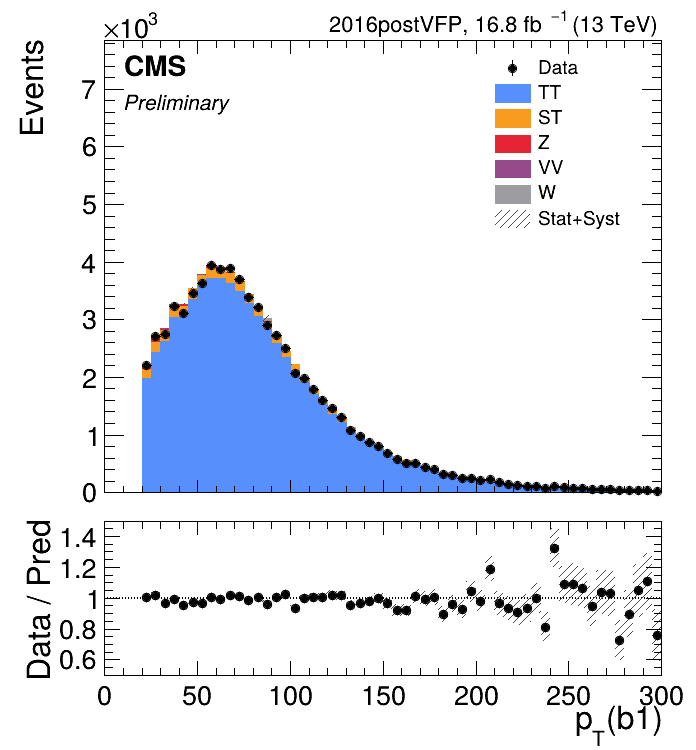 ×10³
2016postVFP, 16.8 fb⁻¹ (13 TeV)
Events
CMS
Preliminary
Data
TT
ST
Z
VV
W
Stat+Syst
7
6
5
4
3
2
1
0
Data / Pred
1.4
1.2
1
0.8
0.6
0 50 100 150 200 250 300
p_T(b1)